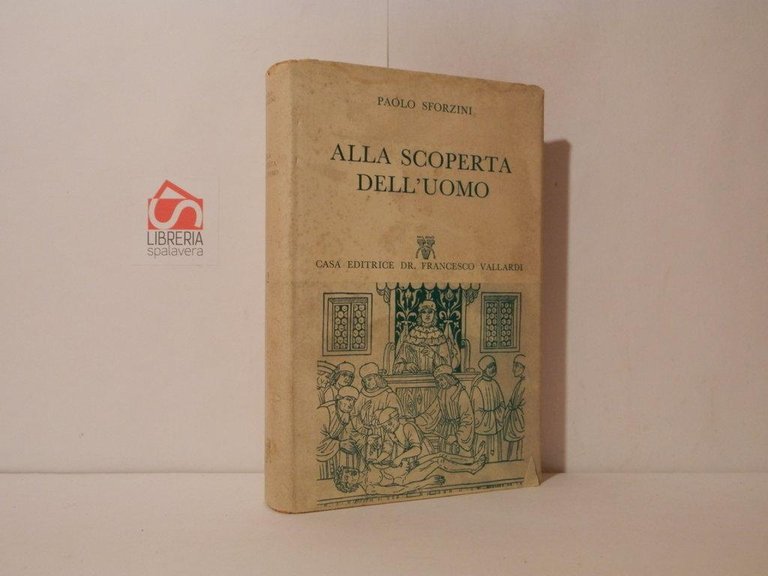 PAOLO SFORZINI
ALLA SCOPERTA
DELL'UOMO
CASA EDITRICE DR. FRANCESCO VALLARDI
LIBRERIA
spalavera